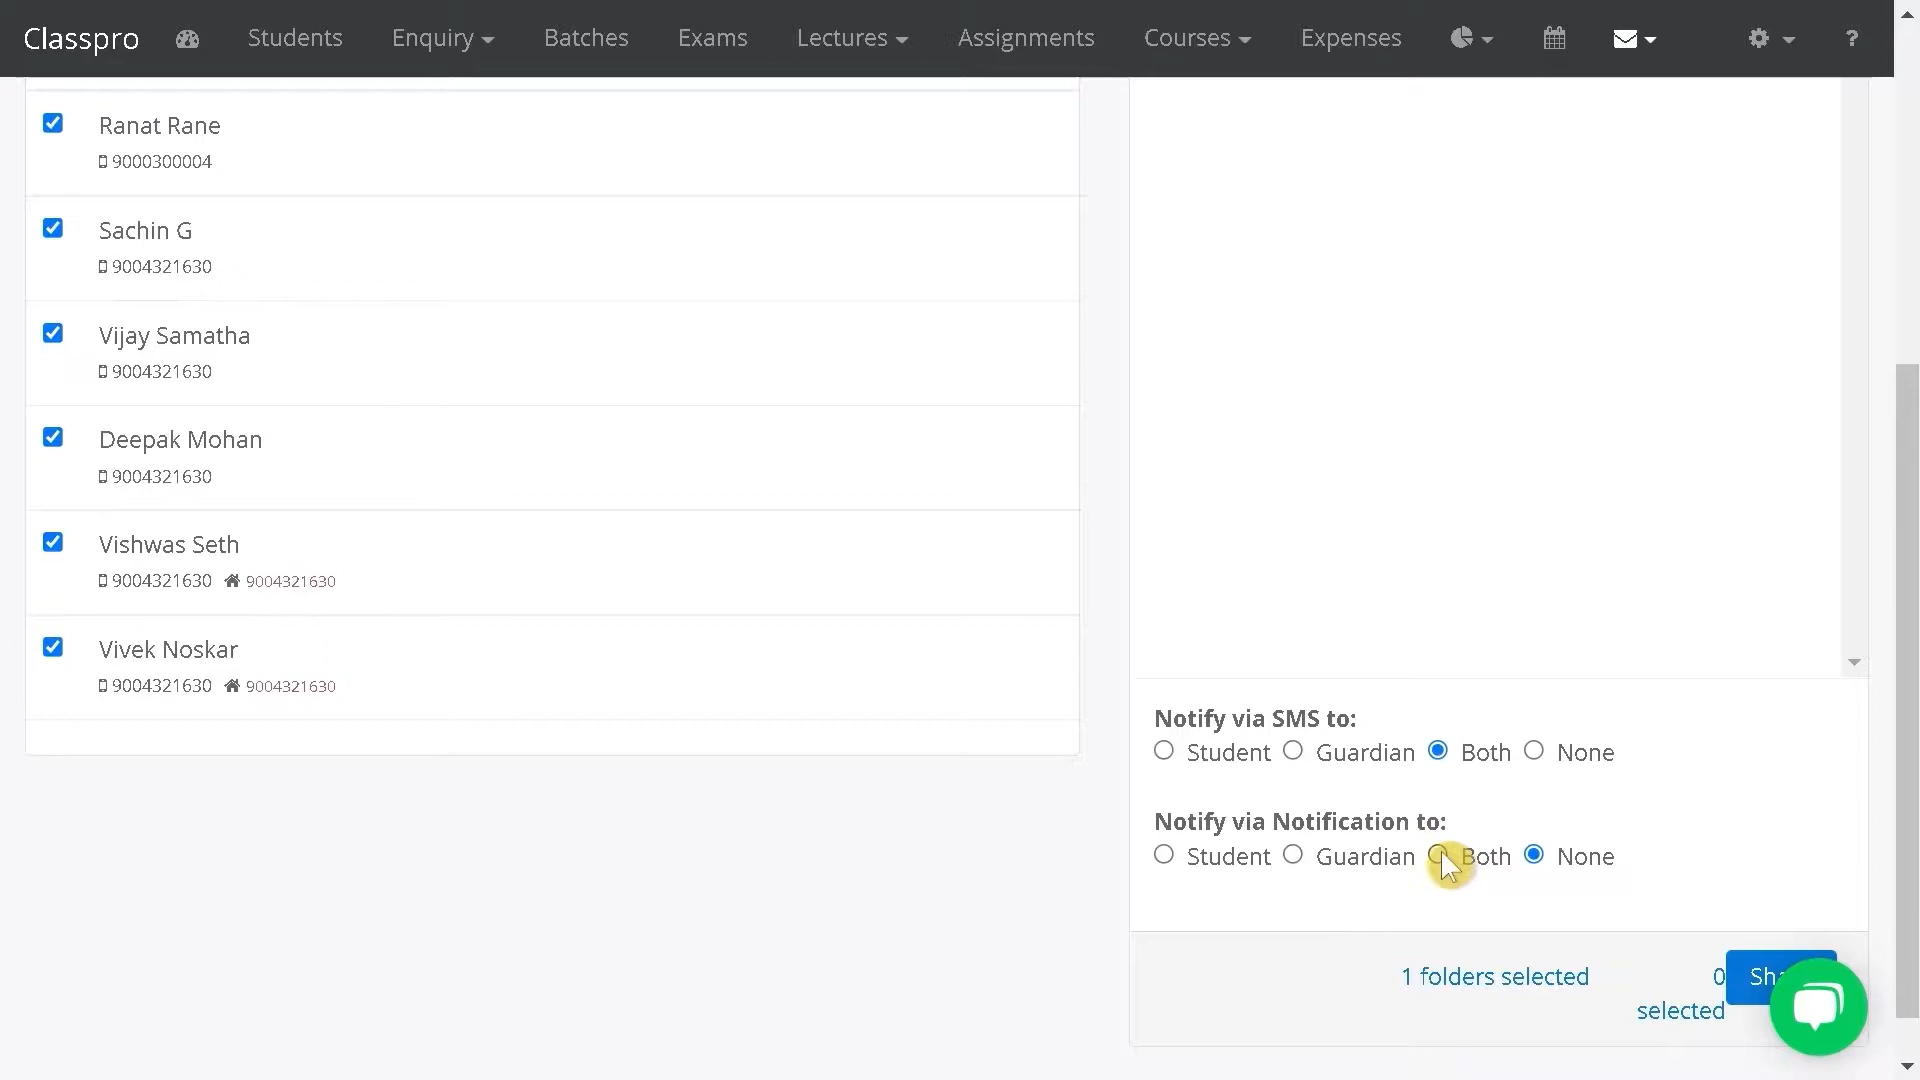 Classpro Students Enquiry Batches Exams Lectures Assignments Courses Expenses ?
Ranat Rane
9000300004
Sachin G
9004321630
Vijay Samatha
9004321630
Deepak Mohan
9004321630
Vishwas Seth
9004321630 9004321630
Vivek Noskar
9004321630 9004321630
Notify via SMS to:
Student Guardian Both None
Notify via Notification to:
Student Guardian Both None
1 folders selected 0
selected